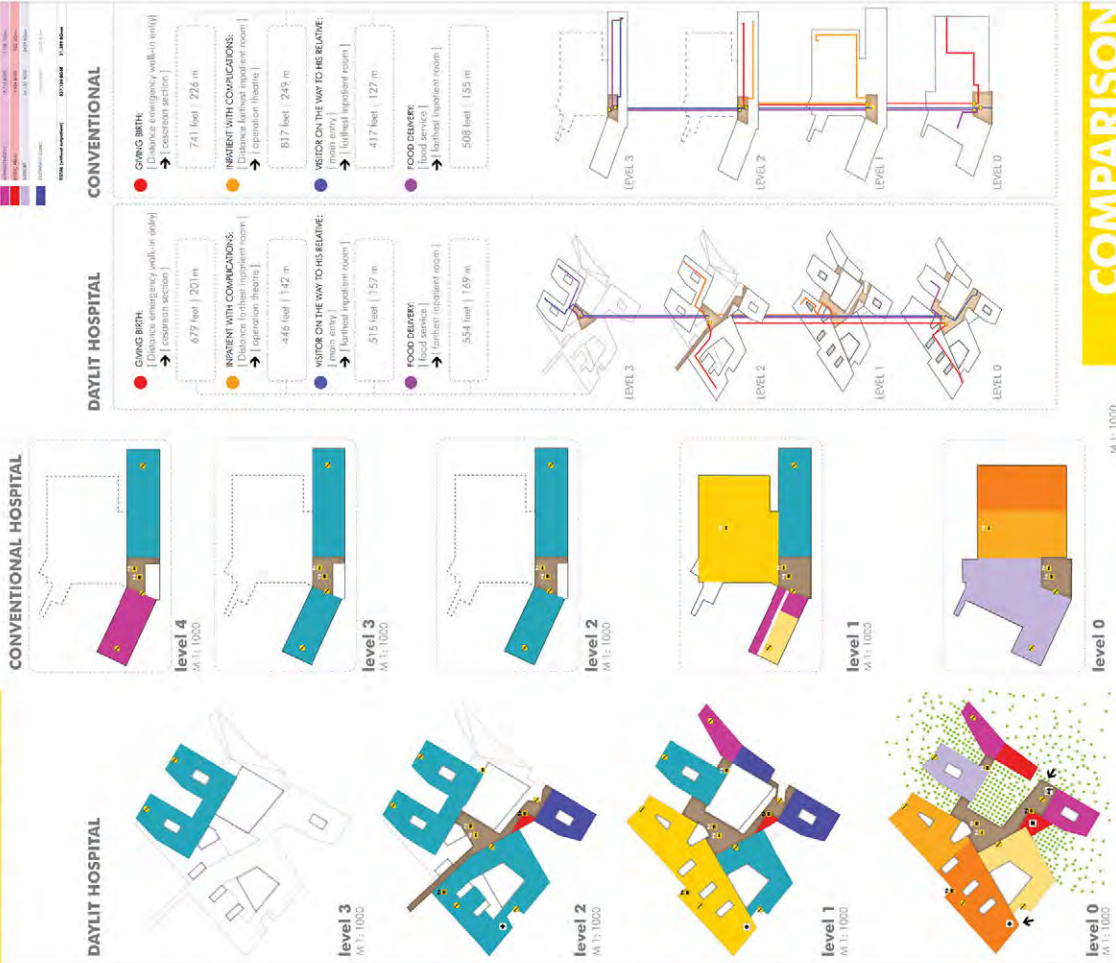 COMPARISON
CONVENTIONAL
GIVING BIRTH:
[ Distance emergency walk-in entry]
➔ [ cesarean section ]
741 feet | 226 m
INPATIENT WITH COMPLICATIONS:
[ Distance farthest inpatient room ]
➔ [ operation theatre ]
817 feet | 249 m
VISITOR ON THE WAY TO HIS RELATIVE:
[ main entry ]
➔ [ farthest inpatient room ]
417 feet | 127 m
FOOD DELIVERY:
[ food service ]
➔ [ farthest inpatient room ]
508 feet | 155 m
LEVEL 3
LEVEL 2
LEVEL 1
LEVEL 0
DAYLIT HOSPITAL
GIVING BIRTH:
[ Distance emergency walk-in entry]
➔ [ cesarean section ]
679 feet | 201m
INPATIENT WITH COMPLICATIONS:
[ Distance farthest inpatient room ]
➔ [ operation theatre ]
446 feet | 142 m
VISITOR ON THE WAY TO HIS RELATIVE:
[ main entry ]
➔ [ farthest inpatient room ]
515 feet | 157 m
FOOD DELIVERY:
[ food service ]
➔ [ farthest inpatient room ]
554 feet | 169 m
LEVEL 3
LEVEL 2
LEVEL 1
LEVEL 0
M 1: 1000
CONVENTIONAL HOSPITAL
level 4
M 1: 1000
level 3
M 1: 1000
level 2
M 1: 1000
level 1
M 1: 1000
level 0
DAYLIT HOSPITAL
level 3
M 1: 1000
level 2
M 1: 1000
level 1
M 1: 1000
level 0
M 1: 1000